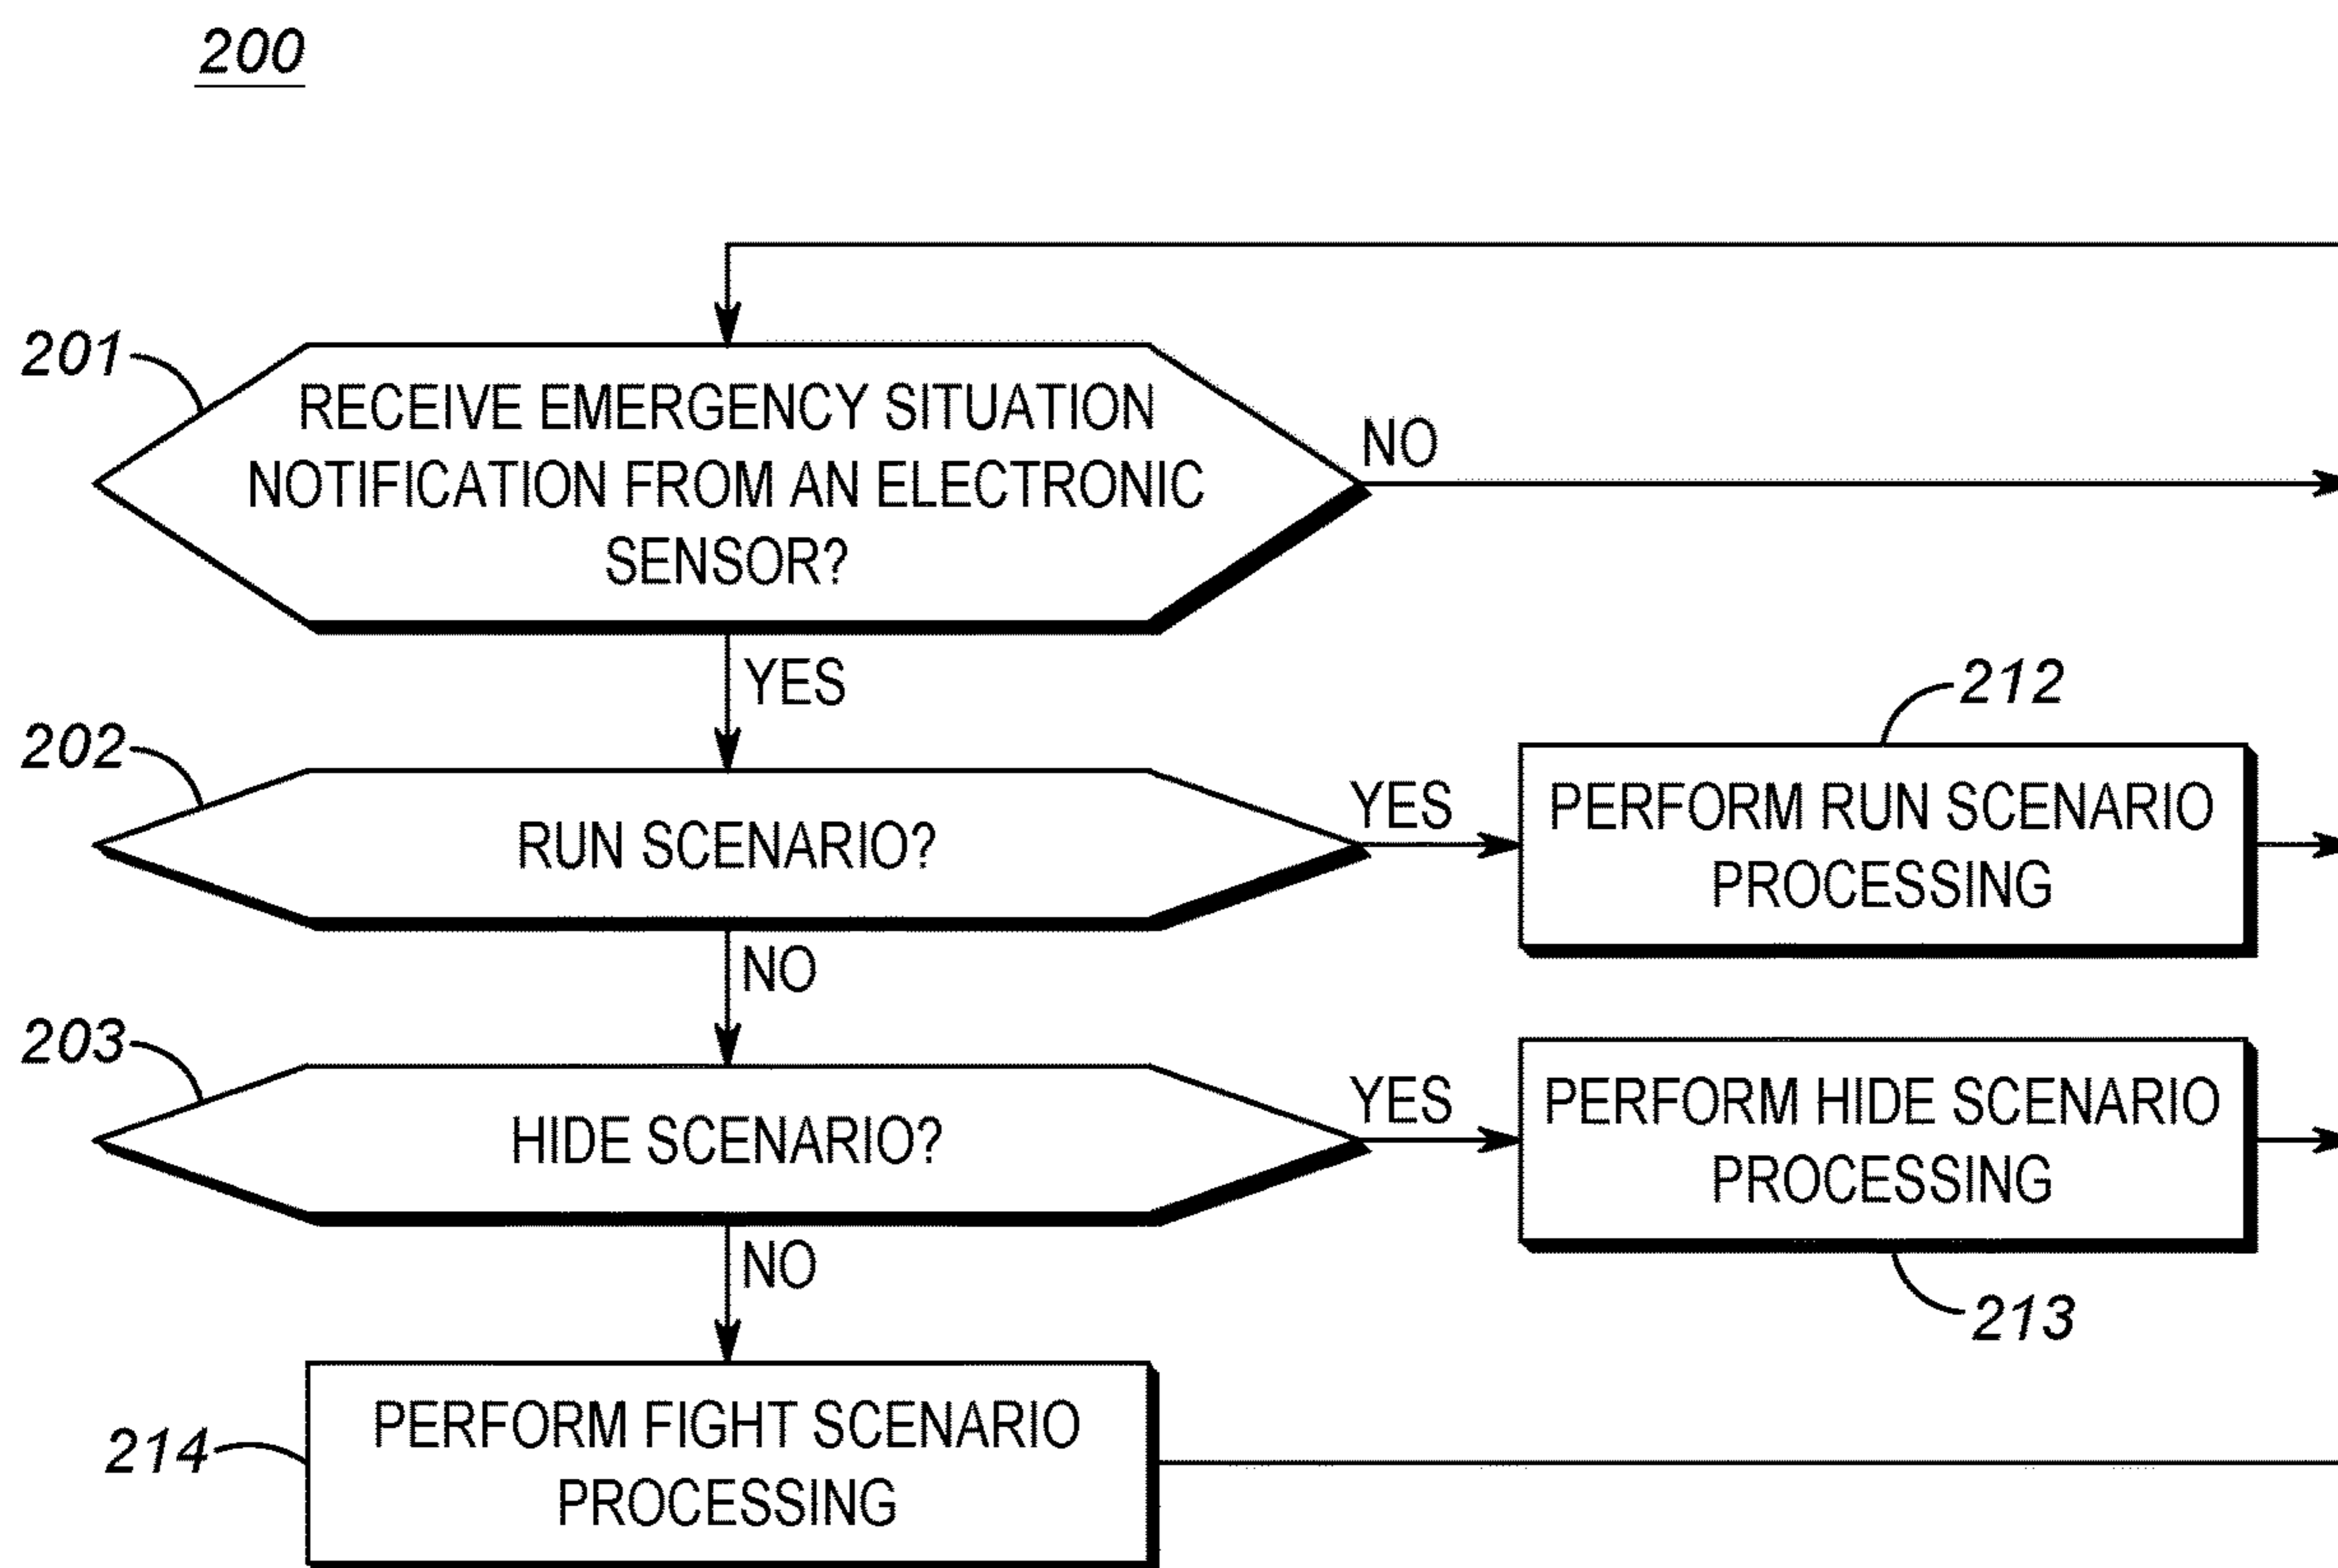 200
201
RECEIVE EMERGENCY SITUATION
NOTIFICATION FROM AN ELECTRONIC
SENSOR?
NO
YES
202
RUN SCENARIO?
YES
212
PERFORM RUN SCENARIO
PROCESSING
NO
203
HIDE SCENARIO?
YES
PERFORM HIDE SCENARIO
PROCESSING
213
NO
214
PERFORM FIGHT SCENARIO
PROCESSING